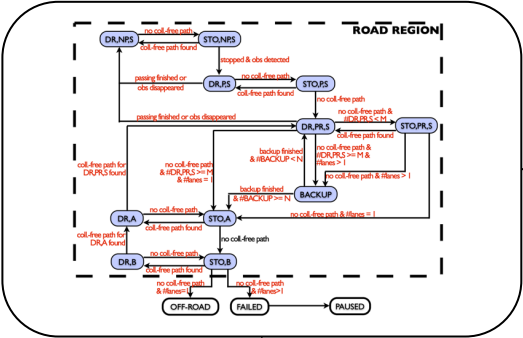 ROAD REGION
no coll.-free path
DR,NP,S
STO,NP,S
coll.-free path found
stopped & obs detected
passing finished or
obs disappeared
no coll.-free path
DR,P,S
STO,P,S
coll.-free path found
no coll.-free path
no coll.-free path &
#DR,PR,S < M
passing finished or obs disappeared
DR,PR,S
STO,PR,S
coll.-free path found
backup finished
& #BACKUP < N
no coll.-free path &
#DR,PR,S >= M &
#lanes > 1
coll.-free path for
DR,PR,S found
no coll.-free path
& #DR,PR,S >= M
& #lanes = 1
no coll.-free path & #lanes > 1
backup finished
& #BACKUP >= N
BACKUP
no coll.-free path
no coll.-free path & #lanes = 1
DR,A
STO,A
coll.-free path found
coll.-free path for
DR,A found
no coll.-free path
no coll.-free path
DR,B
STO,B
coll.-free path found
no coll.-free path
& #lanes=1
no coll.-free path
& #lanes>1
OFF-ROAD
FAILED
PAUSED